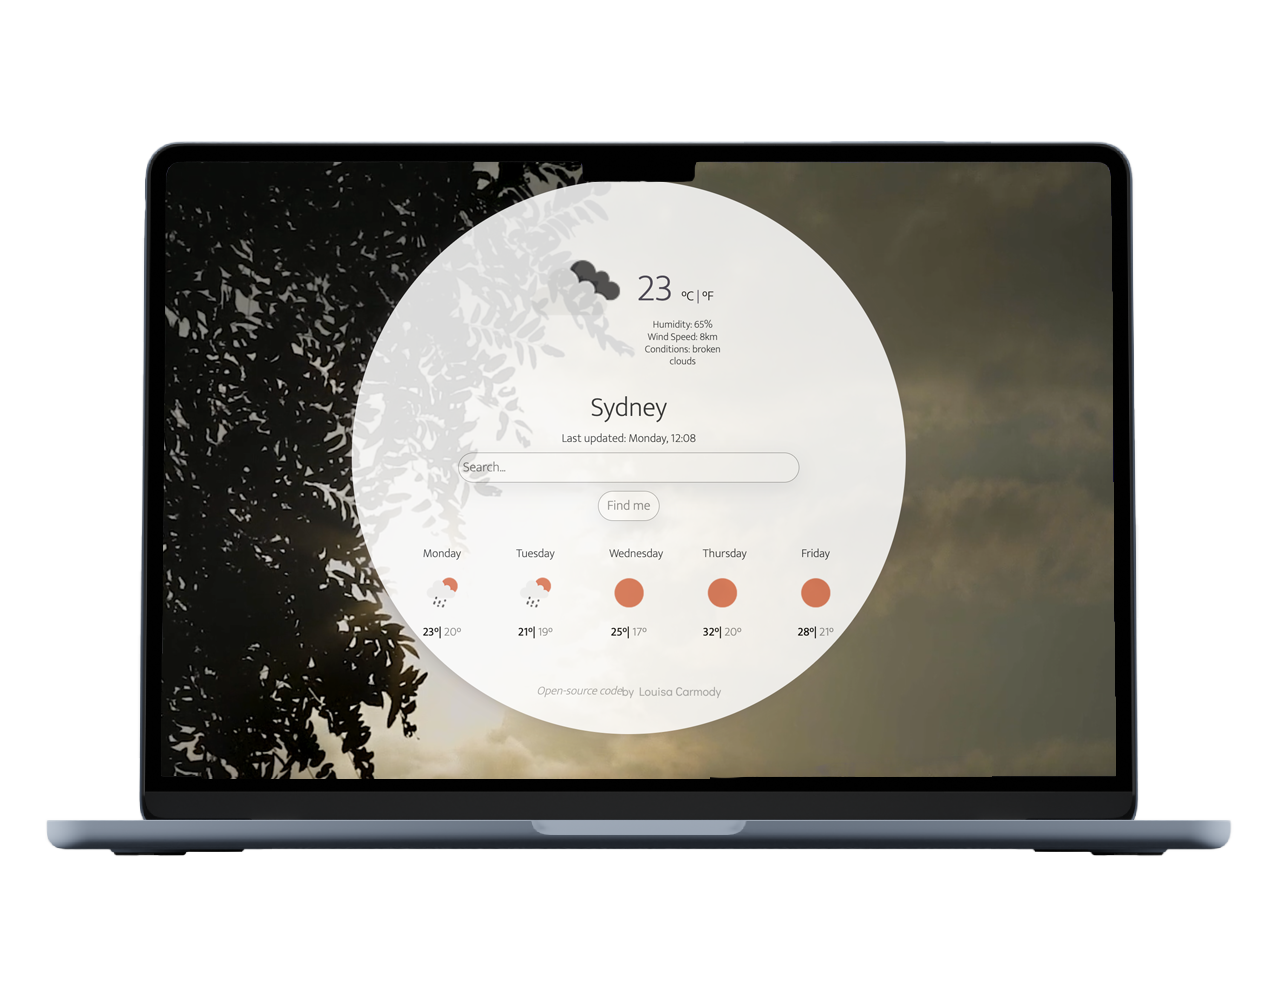 23 ºC | ºF
Humidity: 65%
Wind Speed: 8km
Conditions: broken
clouds
Sydney
Last updated: Monday, 12:08
Search...
Find me
Monday Tuesday Wednesday Thursday Friday
23º| 20º 21º| 19º 25º| 17º 32º| 20º 28º| 21º
Open-source code by Louisa Carmody